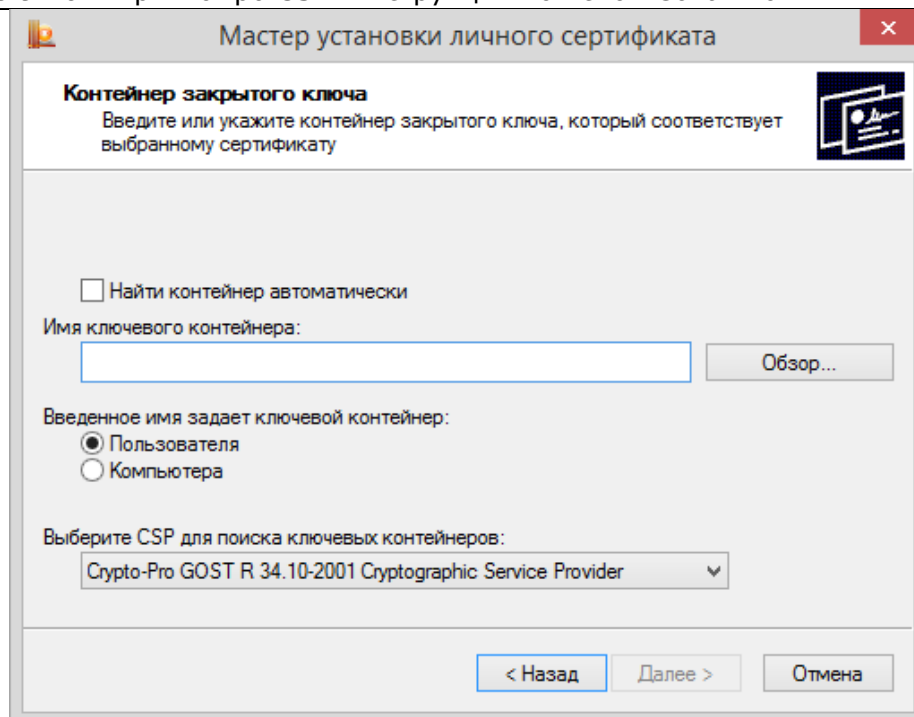 Мастер установки личного сертификата
Контейнер закрытого ключа
Введите или укажите контейнер закрытого ключа, который соответствует
выбранному сертификату
Найти контейнер автоматически
Имя ключевого контейнера:
Обзор...
Введенное имя задает ключевой контейнер:
Пользователя
Компьютера
Выберите CSP для поиска ключевых контейнеров:
Crypto-Pro GOST R 34.10-2001 Cryptographic Service Provider
< Назад Далее > Отмена